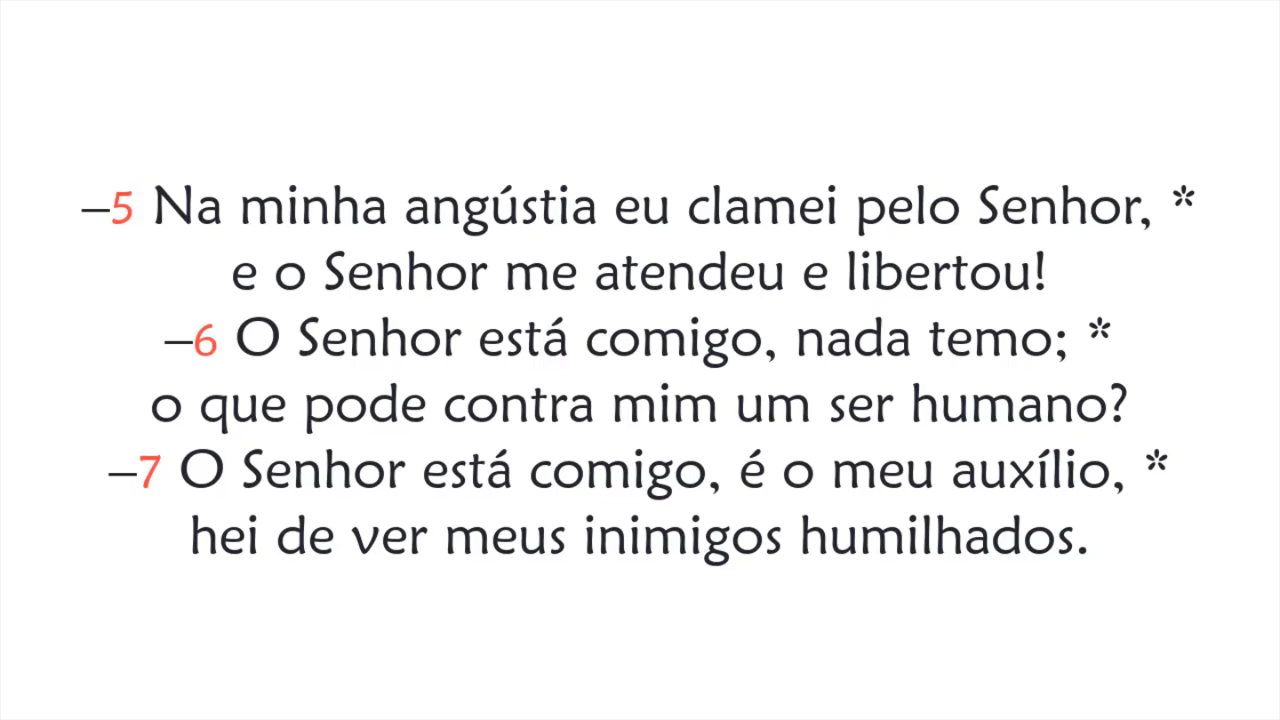 –5 Na minha angústia eu clamei pelo Senhor, *
e o Senhor me atendeu e libertou!
–6 O Senhor está comigo, nada temo; *
o que pode contra mim um ser humano?
–7 O Senhor está comigo, é o meu auxílio, *
hei de ver meus inimigos humilhados.